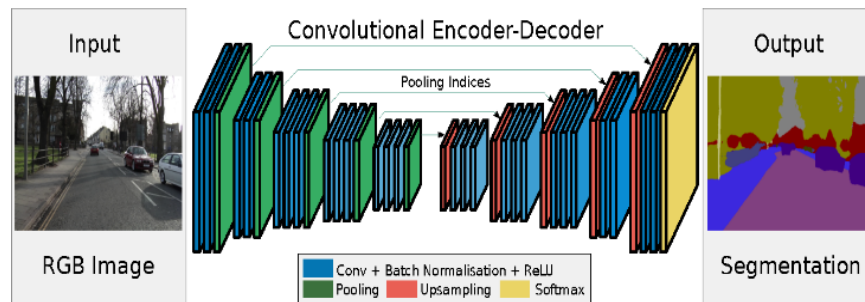 Input
Convolutional Encoder-Decoder
Output
Pooling Indices
RGB Image
Segmentation
Conv + Batch Normalisation + ReLU
Pooling
Upsampling
Softmax